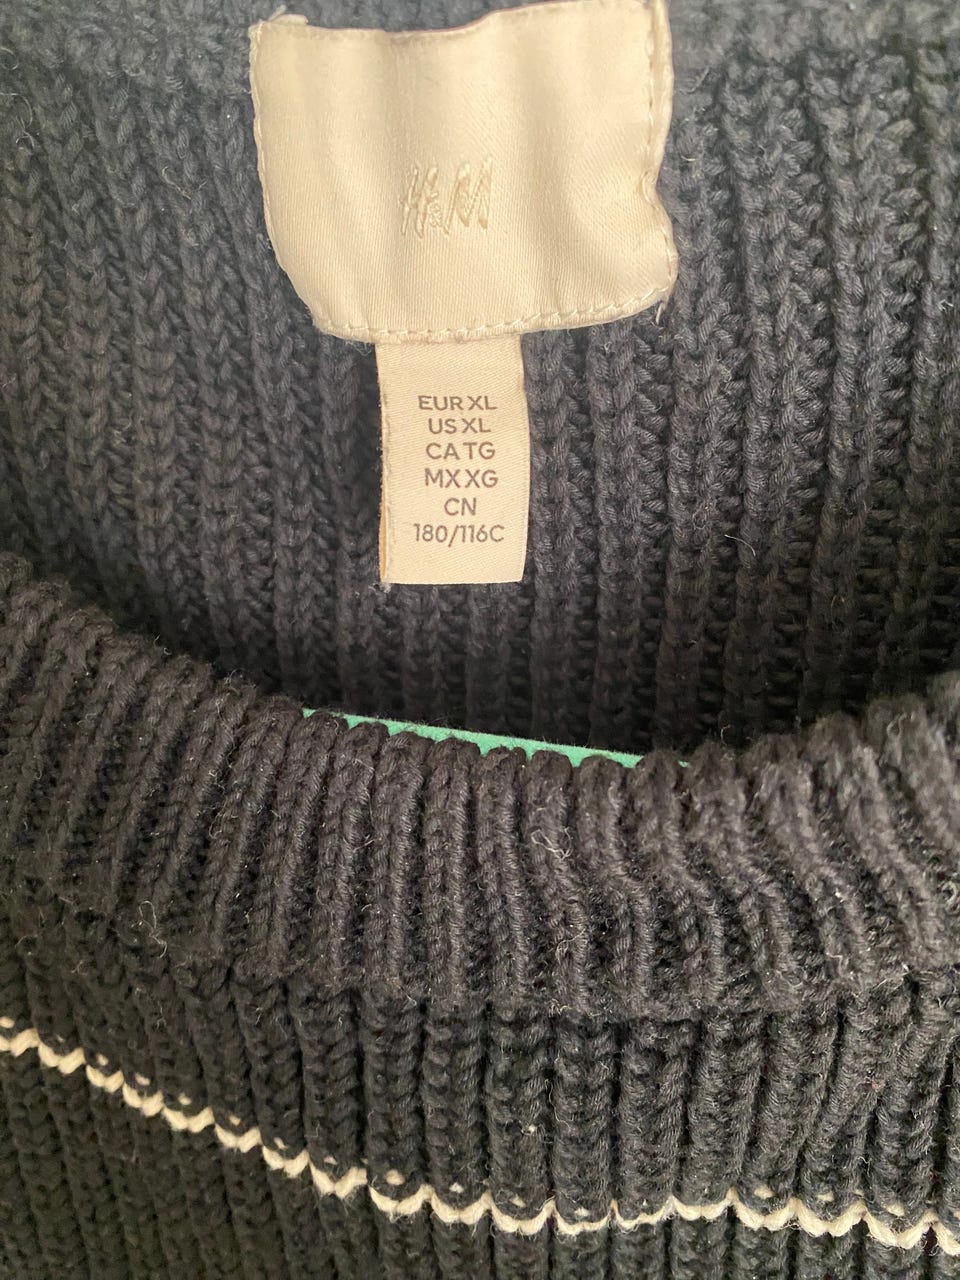 H&M
EUR XL
US XL
CA TG
MX XG
CN
180/116C